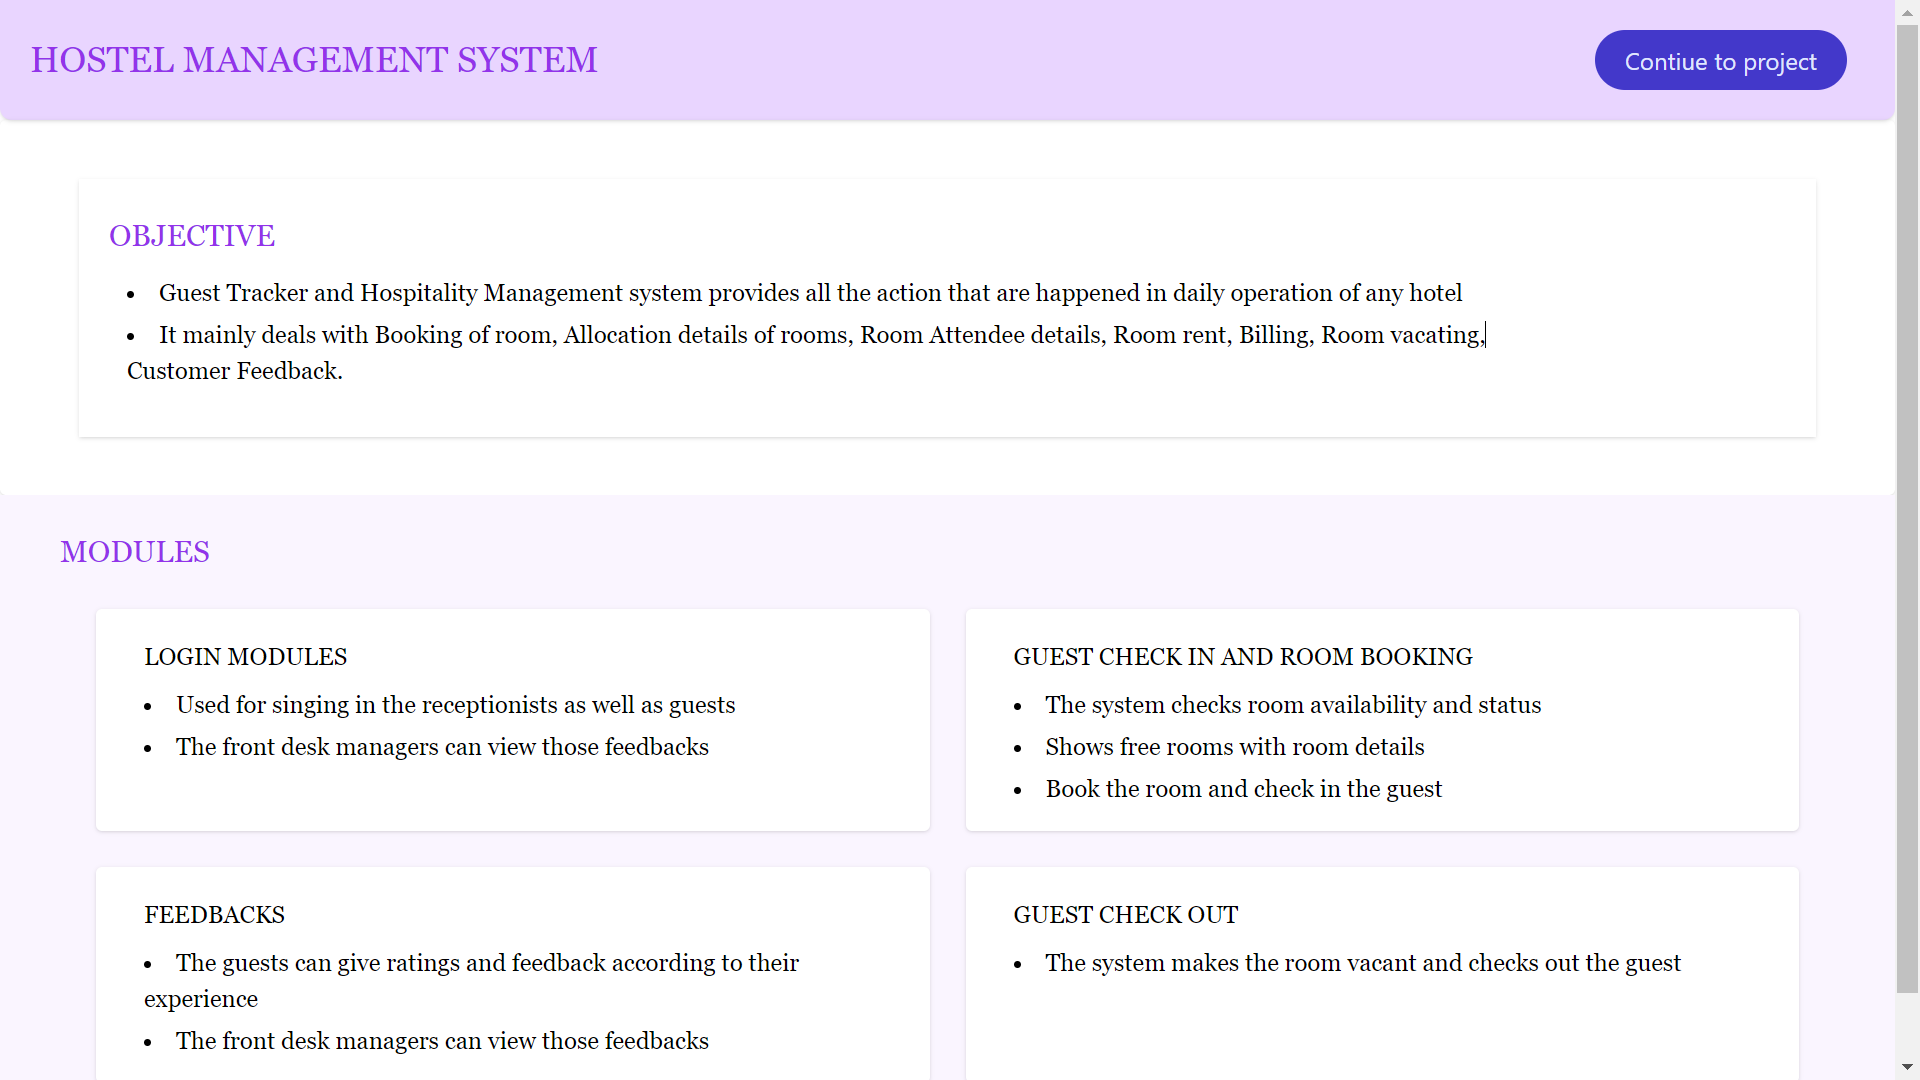 HOSTEL MANAGEMENT SYSTEM
Contiue to project
OBJECTIVE
• Guest Tracker and Hospitality Management system provides all the action that are happened in daily operation of any hotel
• It mainly deals with Booking of room, Allocation details of rooms, Room Attendee details, Room rent, Billing, Room vacating,
Customer Feedback.
MODULES
LOGIN MODULES
• Used for singing in the receptionists as well as guests
• The front desk managers can view those feedbacks
GUEST CHECK IN AND ROOM BOOKING
• The system checks room availability and status
• Shows free rooms with room details
• Book the room and check in the guest
FEEDBACKS
• The guests can give ratings and feedback according to their
experience
• The front desk managers can view those feedbacks
GUEST CHECK OUT
• The system makes the room vacant and checks out the guest